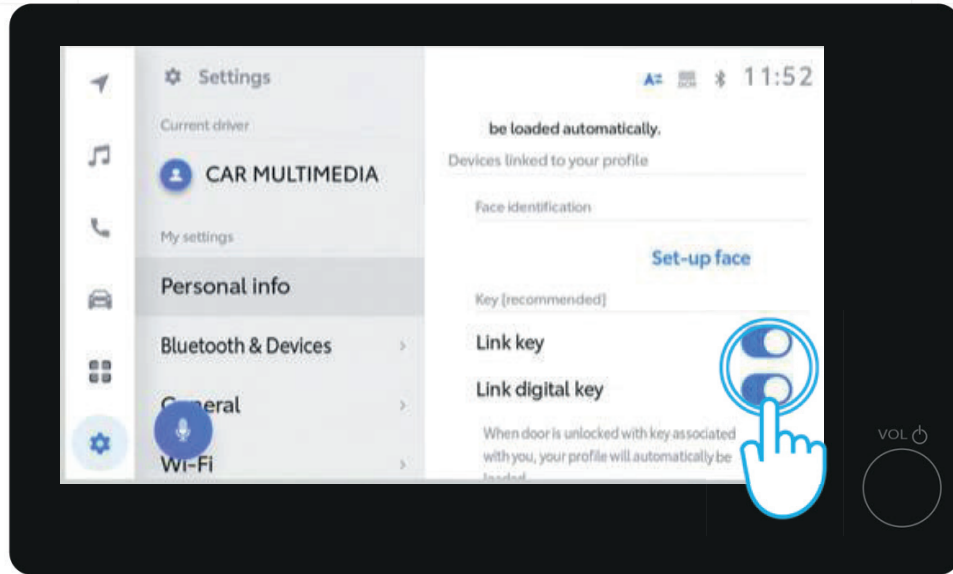 Settings
11:52
Current driver
CAR MULTIMEDIA
My settings
Personal info
Bluetooth & Devices
General
Wi-Fi
be loaded automatically.
Devices linked to your profile
Face identification
Set-up face
Key [recommended]
Link key
Link digital key
When door is unlocked with key associated
with you, your profile will automatically be
loaded
VOL